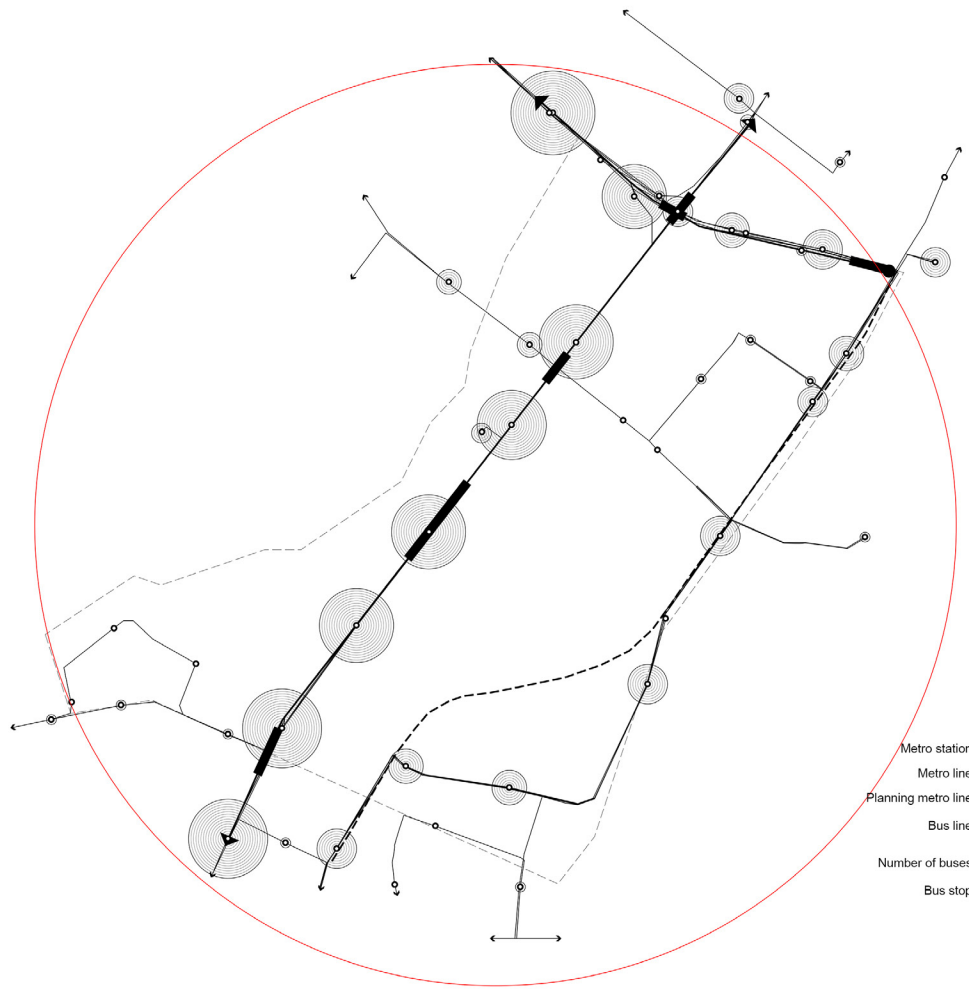 Metro station
Metro line
Planning metro line
Bus line
Number of buses
Bus stop